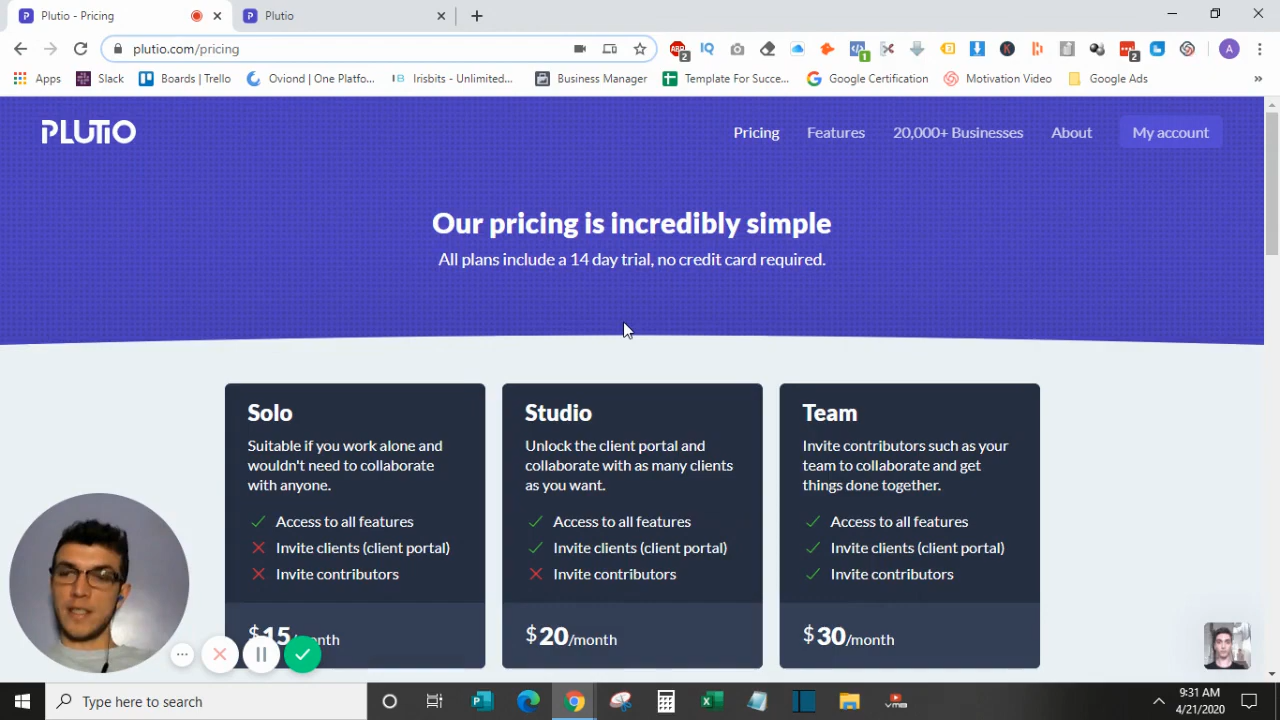 Plutio - Pricing
Plutio
plutio.com/pricing
2
IQ
1
2
A
Apps
Slack
Boards | Trello
Oviond | One Platfo...
Irisbits - Unlimited...
Business Manager
Template For Succe...
Google Certification
Motivation Video
Google Ads
PLUTIO
Pricing
Features
20,000+ Businesses
About
My account
Our pricing is incredibly simple
All plans include a 14 day trial, no credit card required.
Solo
Suitable if you work alone and
wouldn't need to collaborate
with anyone.
Access to all features
Invite clients (client portal)
Invite contributors
$15/month
Studio
Unlock the client portal and
collaborate with as many clients
as you want.
Access to all features
Invite clients (client portal)
Invite contributors
$20/month
Team
Invite contributors such as your
team to collaborate and get
things done together.
Access to all features
Invite clients (client portal)
Invite contributors
$30/month
Type here to search
9:31 AM
4/21/2020